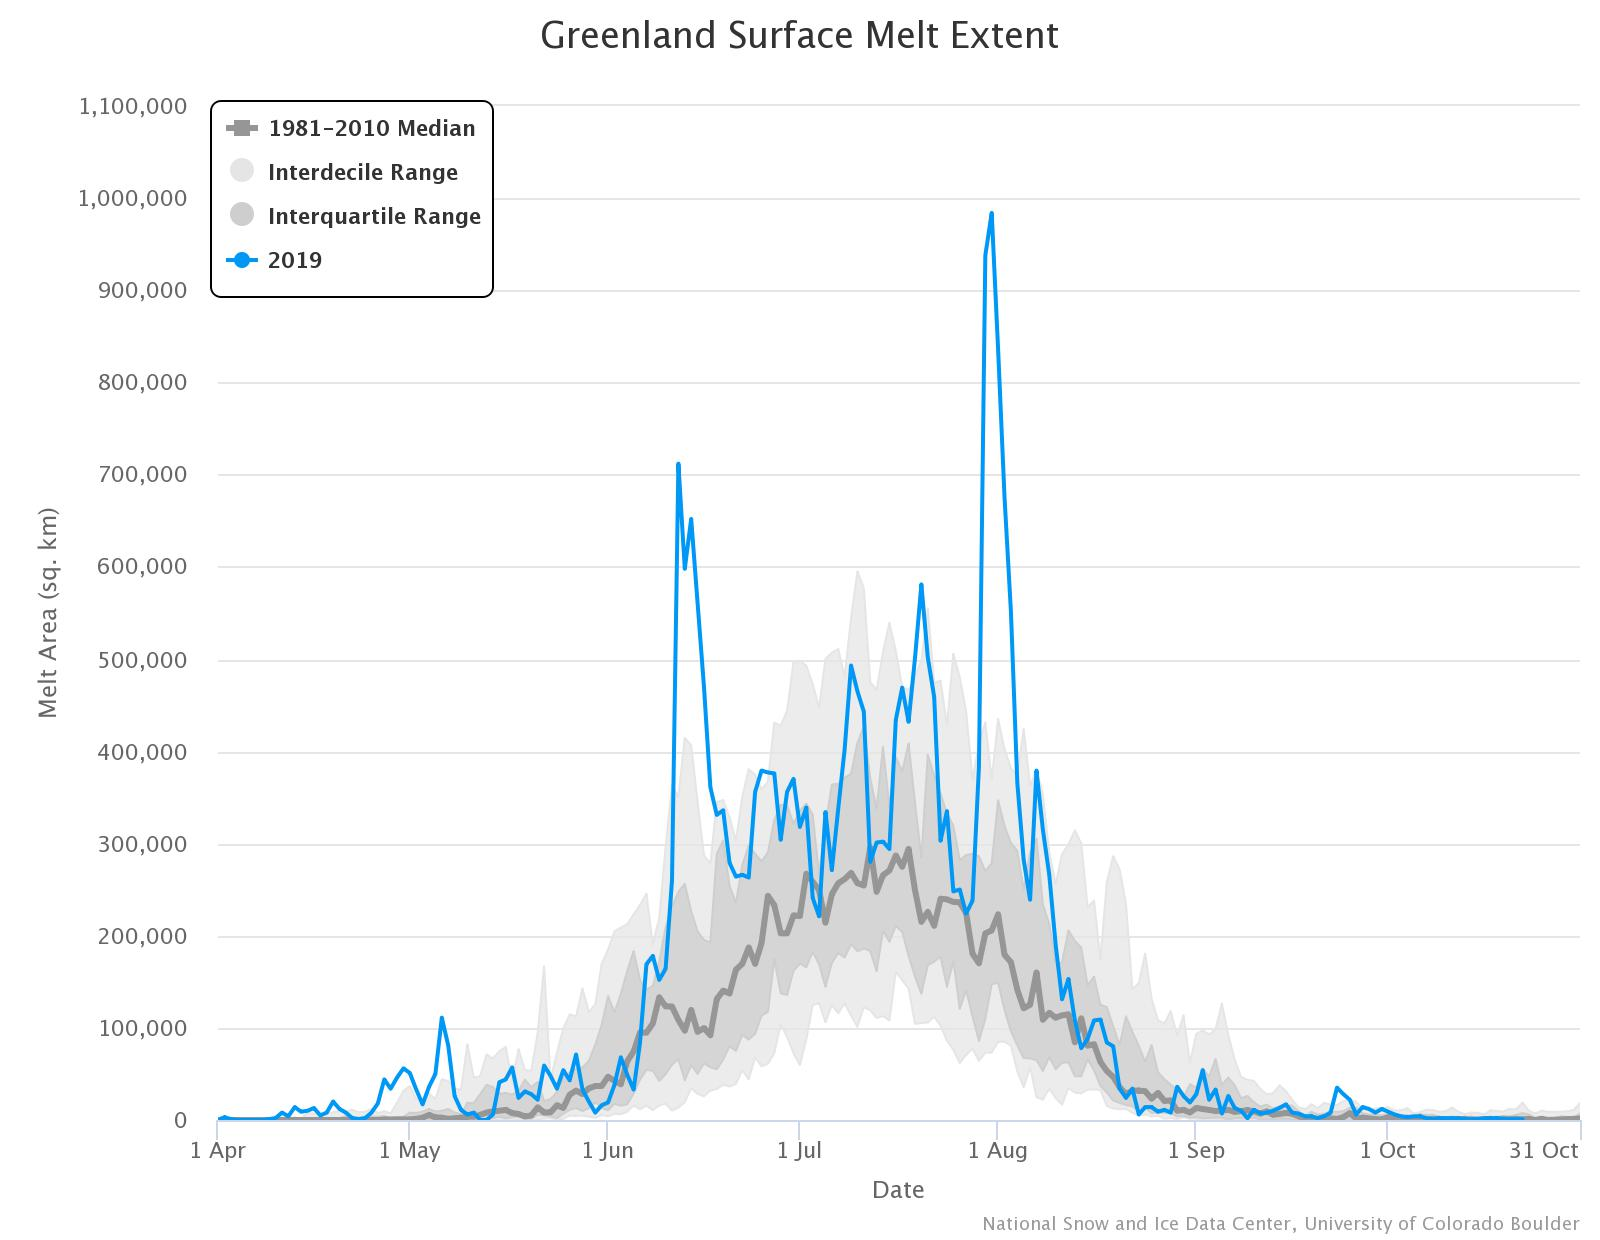 Greenland Surface Melt Extent
1,100,000
1,000,000
900,000
800,000
700,000
600,000
500,000
400,000
300,000
200,000
100,000
0
Melt Area (sq. km)
1981–2010 Median
Interdecile Range
Interquartile Range
2019
1 Apr
1 May
1 Jun
1 Jul
1 Aug
1 Sep
1 Oct
31 Oct
Date
National Snow and Ice Data Center, University of Colorado Boulder